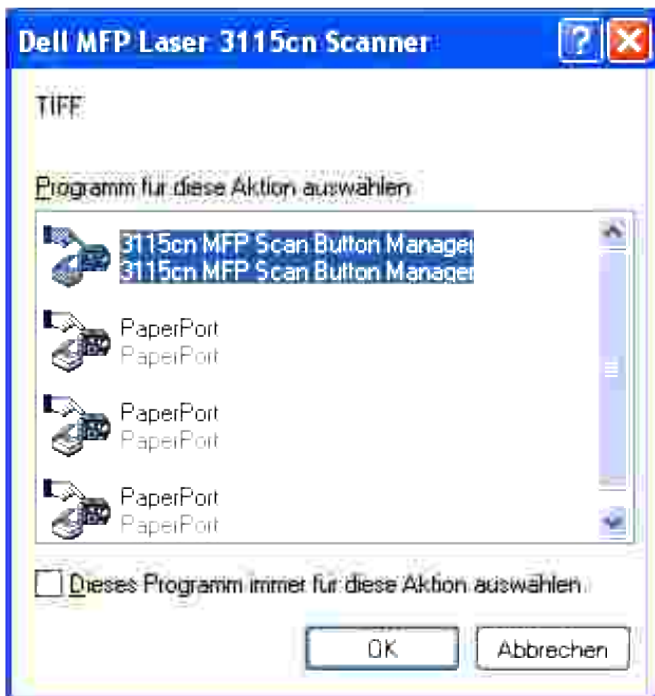 Dell MFP Laser 3115cn Scanner
TIFF
Programm für diese Aktion auswählen
3115cn MFP Scan Button Manager
3115cn MFP Scan Button Manager
PaperPort
PaperPort
PaperPort
PaperPort
PaperPort
PaperPort
Dieses Programm immer für diese Aktion auswählen
OK
Abbrechen